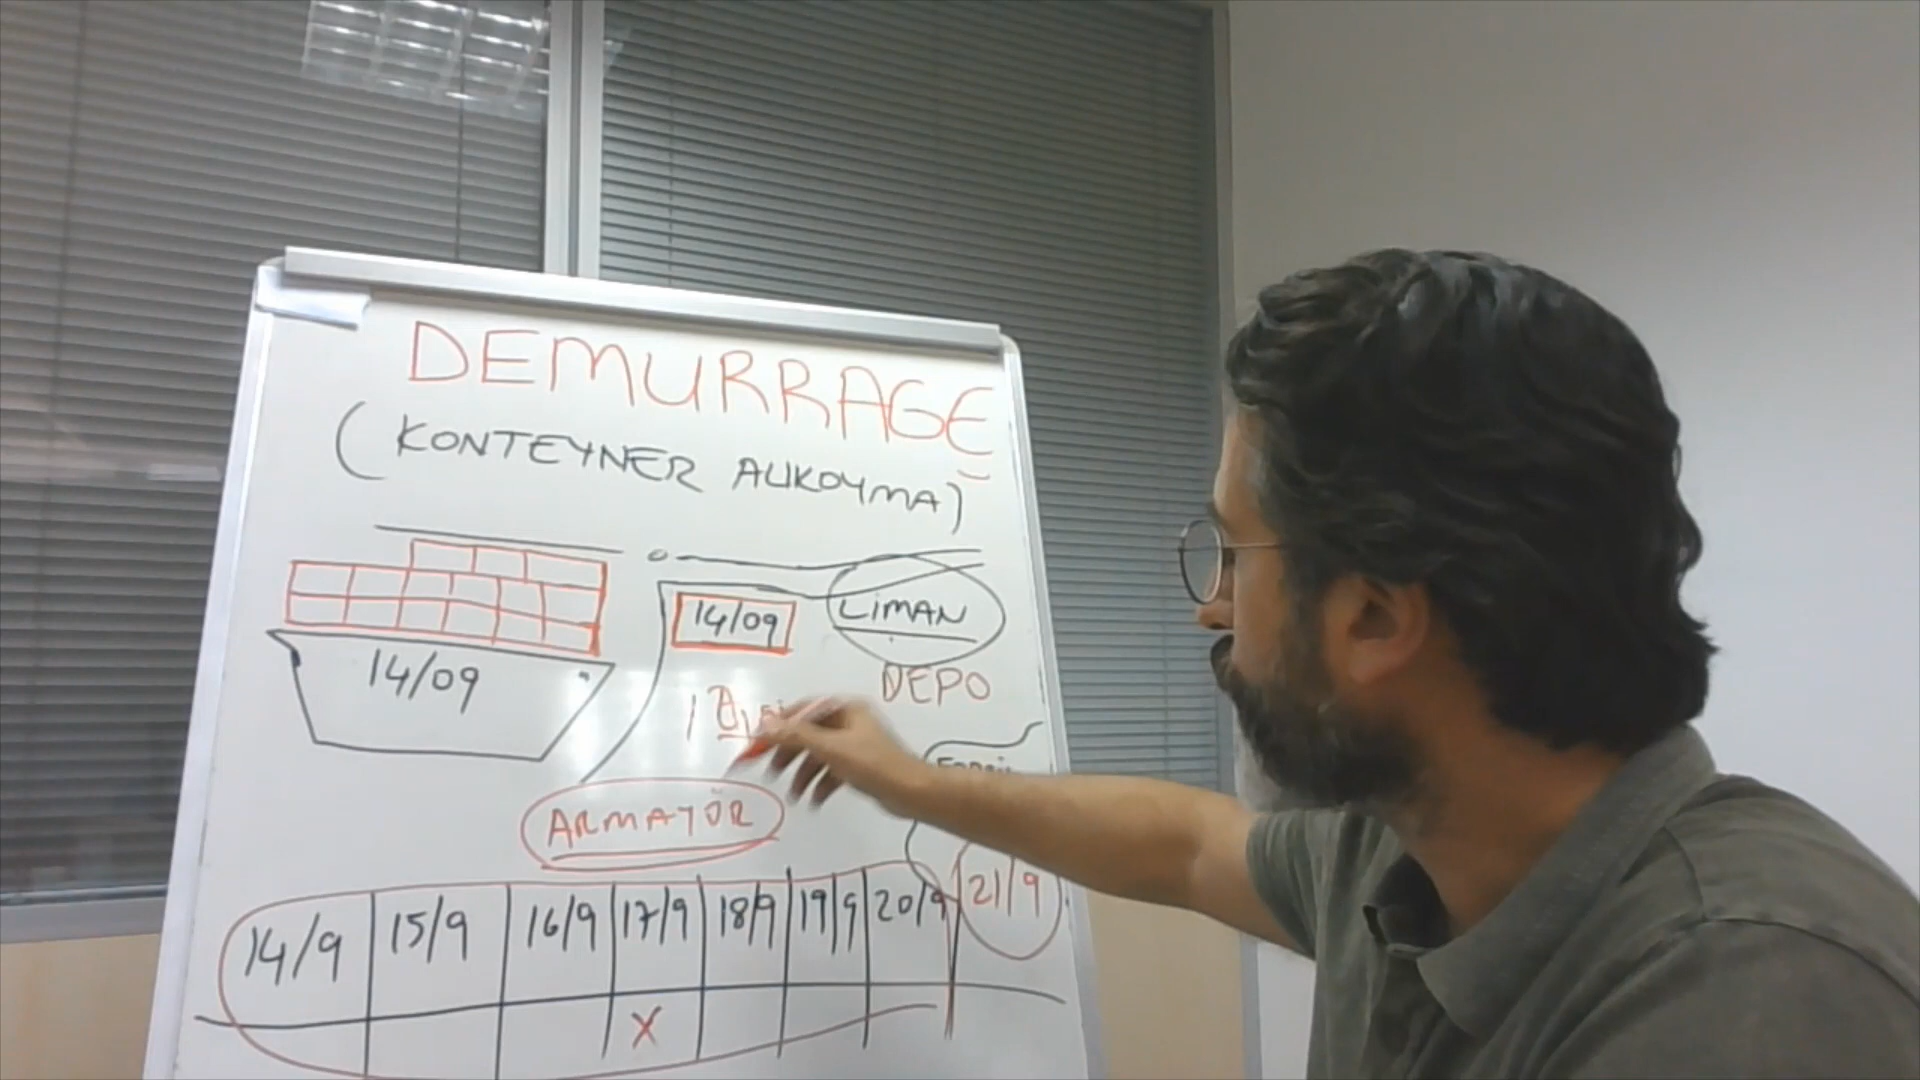 DEMURRAGE
(KONTEYNER ALIKOYMA)
14/09
LİMAN
14/09
DEPO
1
ARMATÖR
14/9 15/9 16/9 17/9 18/9 19/9 20/9 21/9
X